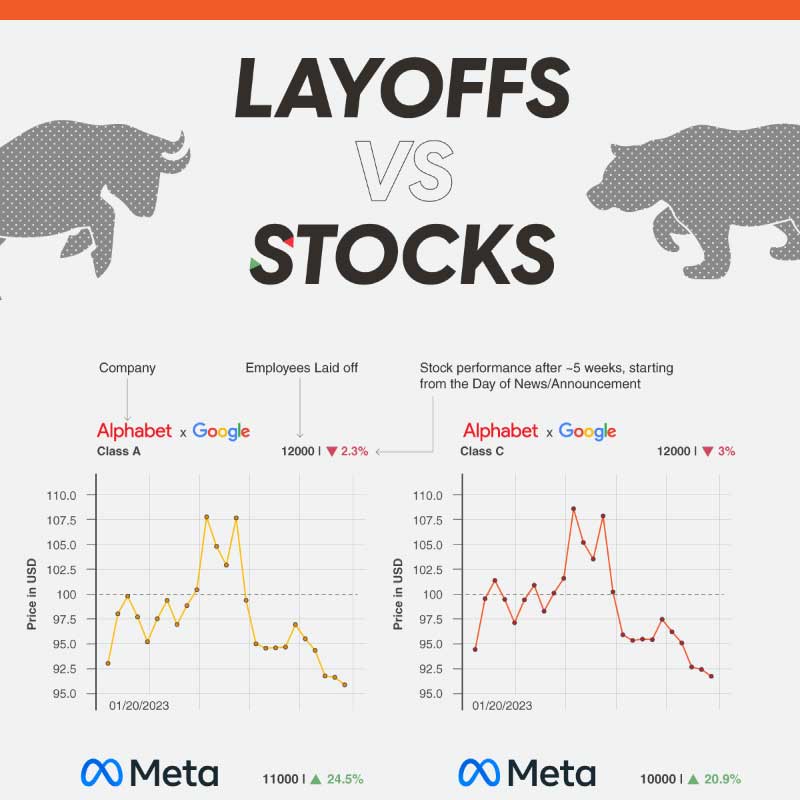 LAYOFFS
VS
STOCKS
Company
Employees Laid off
Stock performance after ~5 weeks, starting
from the Day of News/Announcement
Alphabet x Google
Class A
12000 | ▼ 2.3%
110.0
107.5
105.0
102.5
100
97.5
95.0
92.5
95.0
Price in USD
01/20/2023
Alphabet x Google
Class C
12000 | ▼ 3%
110.0
107.5
105.0
102.5
100
97.5
95.0
92.5
95.0
Price in USD
01/20/2023
Meta
11000 | ▲ 24.5%
Meta
10000 | ▲ 20.9%